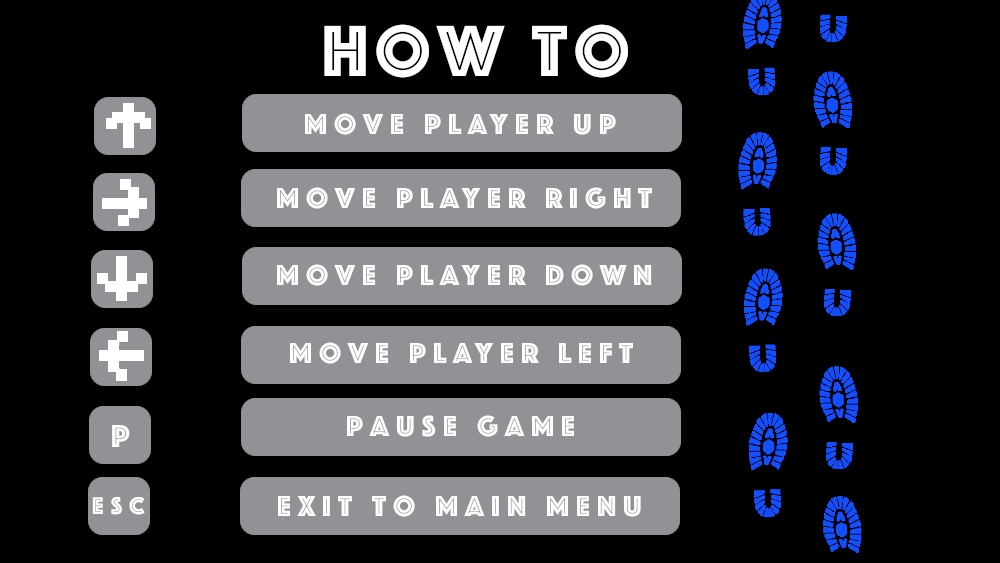 HOW TO
MOVE PLAYER UP
MOVE PLAYER RIGHT
MOVE PLAYER DOWN
MOVE PLAYER LEFT
P PAUSE GAME
ESC EXIT TO MAIN MENU